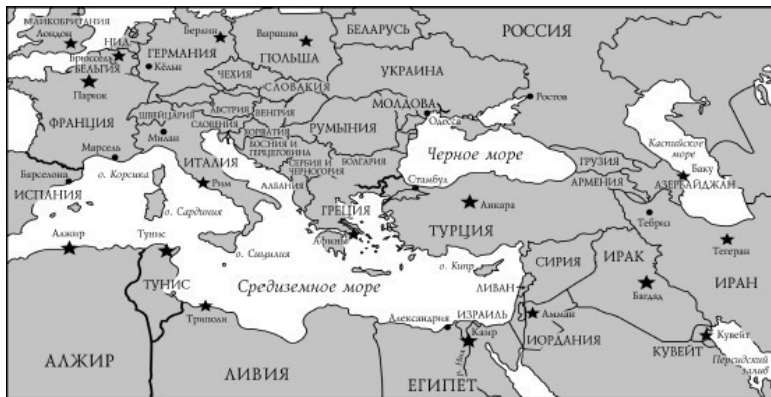 ВЕЛИКОБРИТАНИЯ
Лондон
НИД.
Берлин
Варшава
БЕЛАРУСЬ
РОССИЯ
Брюссель
БЕЛЬГИЯ
ГЕРМАНИЯ
Кёльн
ПОЛЬША
Париж
ЧЕХИЯ
СЛОВАКИЯ
УКРАИНА
ФРАНЦИЯ
ШВЕЙЦАРИЯ
АВСТРИЯ
ВЕНГРИЯ
МОЛДОВА
Одесса
Ростов
СЛОВЕНИЯ
ХОРВАТИЯ
РУМЫНИЯ
Милан
БОСНИЯ И
ГЕРЦЕГОВИНА
Марсель
ИТАЛИЯ
СЕРБИЯ И
ЧЕРНОГОРИЯ
БОЛГАРИЯ
Черное море
ГРУЗИЯ
Каспийское
море
Баку
Барселона
о. Корсика
Рим
АЛБАНИЯ
Стамбул
АРМЕНИЯ
АЗЕРБАЙДЖАН
ИСПАНИЯ
о. Сардиния
ГРЕЦИЯ
Анкара
Тебриз
Алжир
Тунис
о. Сицилия
Афины
ТУРЦИЯ
Тегеран
ТУНИС
Средиземное море
о. Кипр
СИРИЯ
ИРАК
ИРАН
ЛИВАН
Багдад
Триполи
Александрия
ИЗРАИЛЬ
Амман
ИОРДАНИЯ
Каир
Кувейт
КУВЕЙТ
АЛЖИР
ЛИВИЯ
ЕГИПЕТ
р. Нил
Персидский
залив